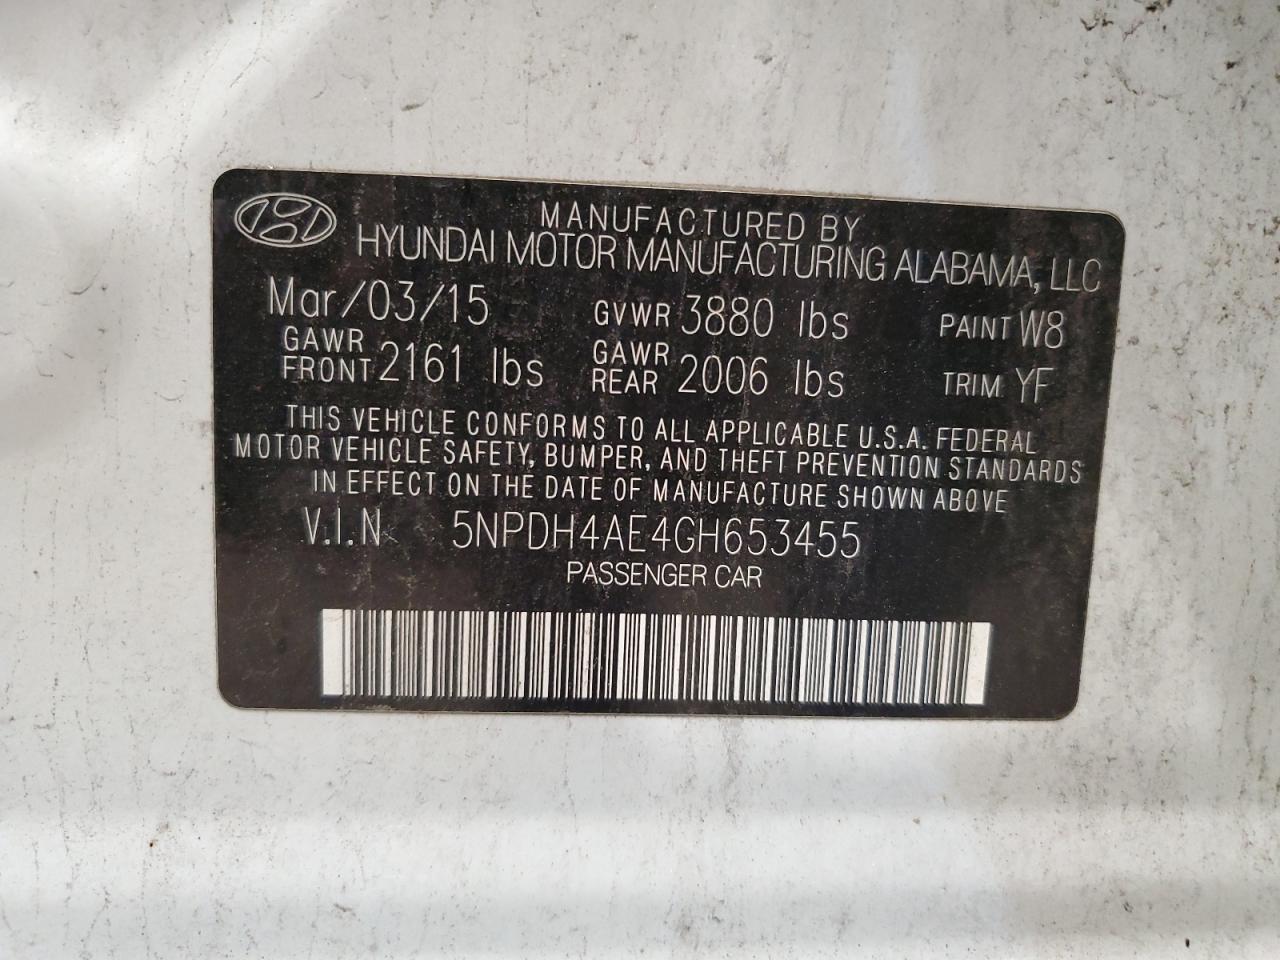 MANUFACTURED BY
HYUNDAI MOTOR MANUFACTURING ALABAMA, LLC
Mar/03/15 GVWR 3880 lbs PAINT W8
GAWR FRONT 2161 lbs GAWR REAR 2006 lbs TRIM YF
THIS VEHICLE CONFORMS TO ALL APPLICABLE U.S.A. FEDERAL
MOTOR VEHICLE SAFETY, BUMPER, AND THEFT PREVENTION STANDARDS
IN EFFECT ON THE DATE OF MANUFACTURE SHOWN ABOVE
V.I.N 5NPDH4AE4GH653455
PASSENGER CAR